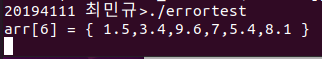 20194111 최민규>./errortest
arr[6] = { 1.5,3.4,9.6,7,5.4,8.1 }